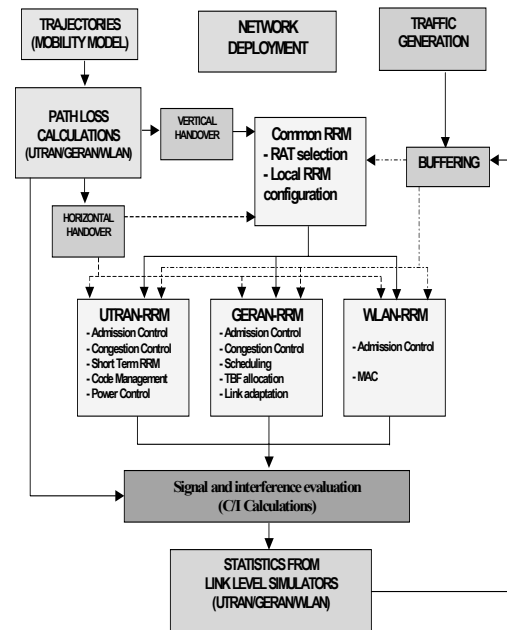 TRAJECTORIES
(MOBILITY MODEL)
NETWORK
DEPLOYMENT
TRAFFIC
GENERATION
PATH LOSS
CALCULATIONS
(UTRAN/GERAN/WLAN)
VERTICAL
HANDOVER
Common RRM
- RAT selection
- Local RRM
configuration
BUFFERING
HORIZONTAL
HANDOVER
UTRAN-RRM
- Admission Control
- Congestion Control
- Short Term RRM
- Code Management
- Power Control
GERAN-RRM
- Admission Control
- Congestion Control
- Scheduling
- TBF allocation
- Link adaptation
WLAN-RRM
- Admission Control
- MAC
Signal and interference evaluation
(C/I Calculations)
STATISTICS FROM
LINK LEVEL SIMULATORS
(UTRAN/GERAN/WLAN)